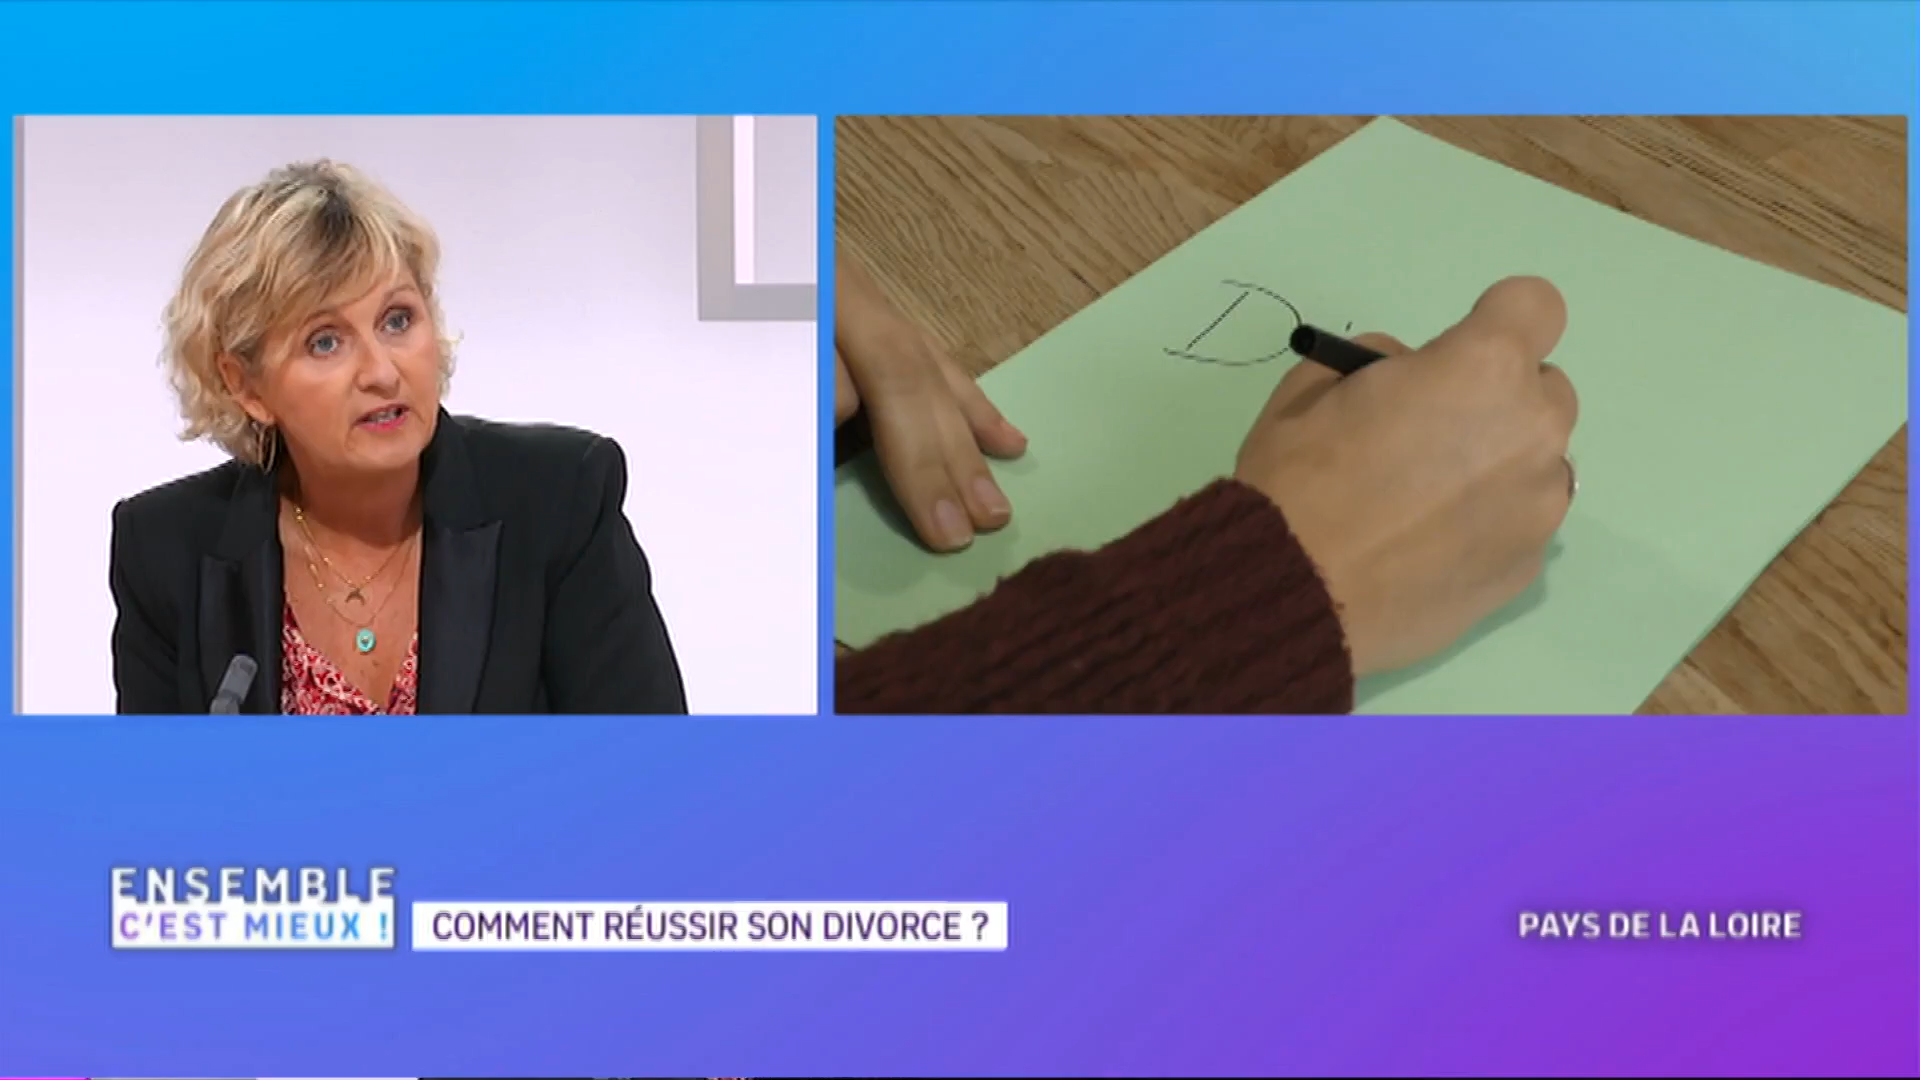 D
ENSEMBLE
C'EST MIEUX !
COMMENT RÉUSSIR SON DIVORCE ?
PAYS DE LA LOIRE